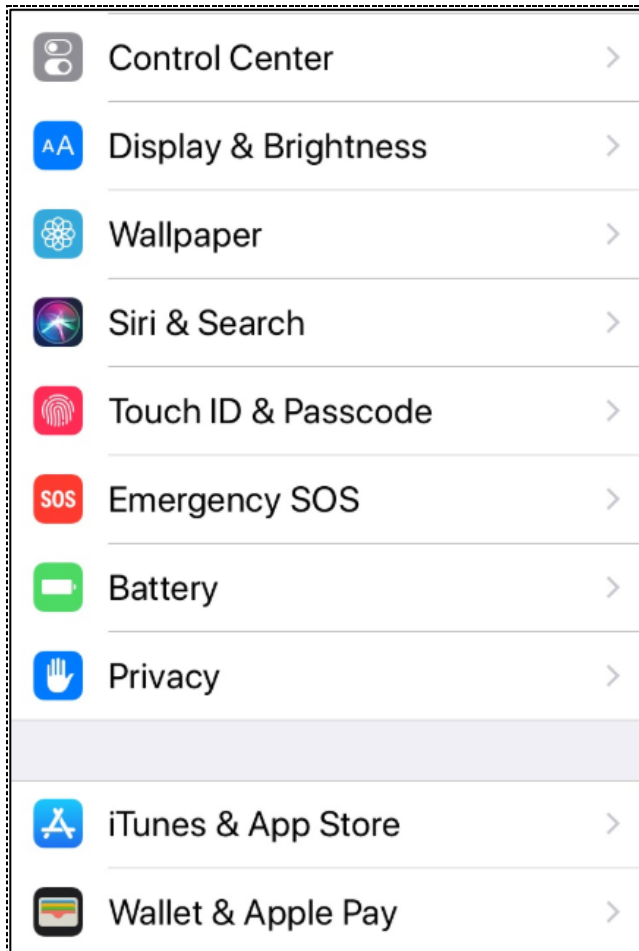 Control Center
AA Display & Brightness
Wallpaper
Siri & Search
Touch ID & Passcode
SOS Emergency SOS
Battery
Privacy
iTunes & App Store
Wallet & Apple Pay